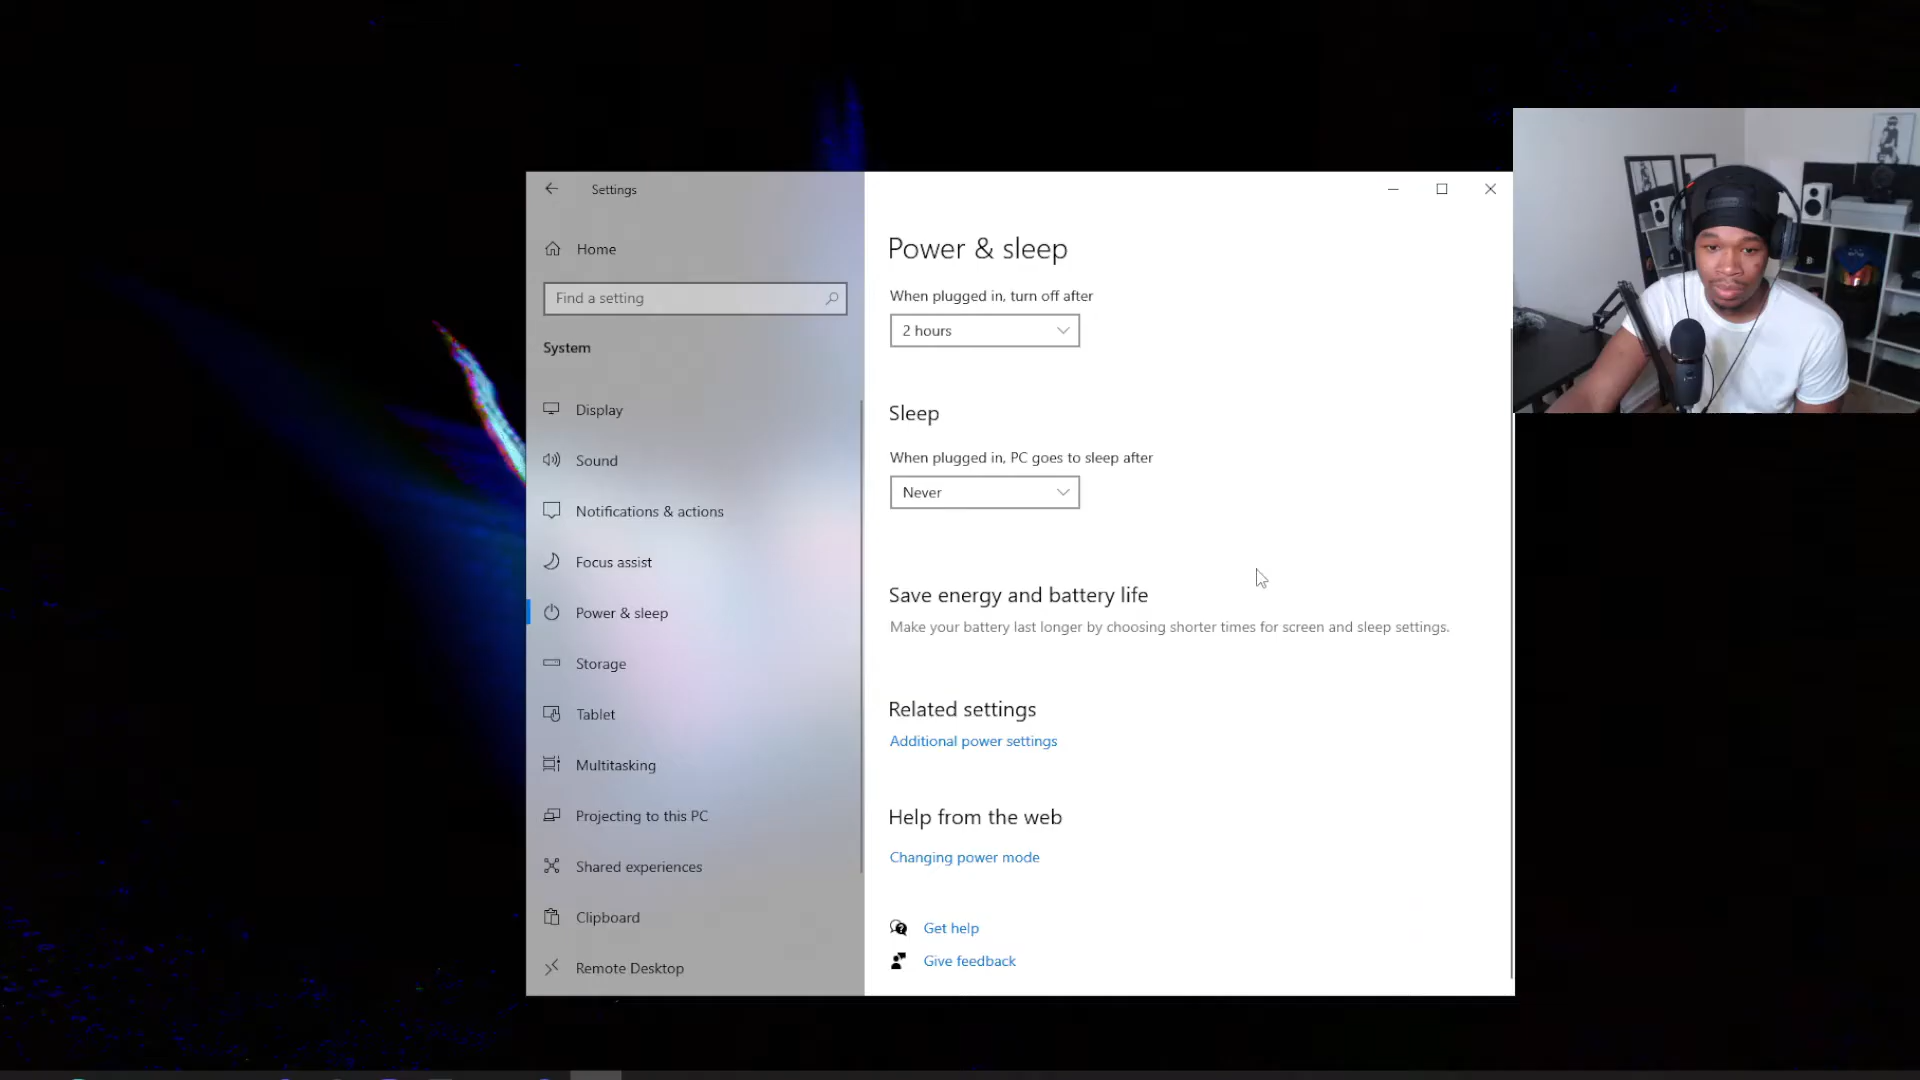 Settings
Home
Find a setting
System
Display
Sound
Notifications & actions
Focus assist
Power & sleep
Storage
Tablet
Multitasking
Projecting to this PC
Shared experiences
Clipboard
Remote Desktop
Power & sleep
When plugged in, turn off after
2 hours
Sleep
When plugged in, PC goes to sleep after
Never
Save energy and battery life
Make your battery last longer by choosing shorter times for screen and sleep settings.
Related settings
Additional power settings
Help from the web
Changing power mode
Get help
Give feedback